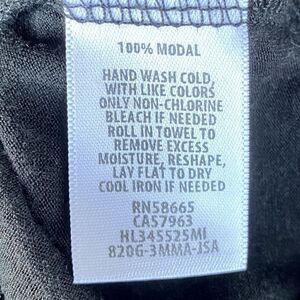 100% MODAL
HAND WASH COLD,
WITH LIKE COLORS
ONLY NON-CHLORINE
BLEACH IF NEEDED
ROLL IN TOWEL TO
REMOVE EXCESS
MOISTURE, RESHAPE,
LAY FLAT TO DRY
COOL IRON IF NEEDED
RN58665
CA57963
HL345525MI
820G-3MMA-JSA